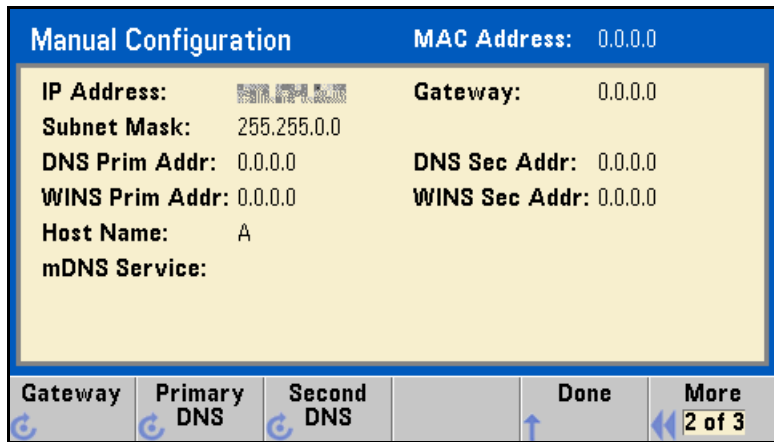 Manual Configuration MAC Address: 0.0.0.0
IP Address: Gateway: 0.0.0.0
Subnet Mask: 255.255.0.0
DNS Prim Addr: 0.0.0.0 DNS Sec Addr: 0.0.0.0
WINS Prim Addr: 0.0.0.0 WINS Sec Addr: 0.0.0.0
Host Name: A
mDNS Service:
Gateway Primary DNS Second DNS Done More
2 of 3